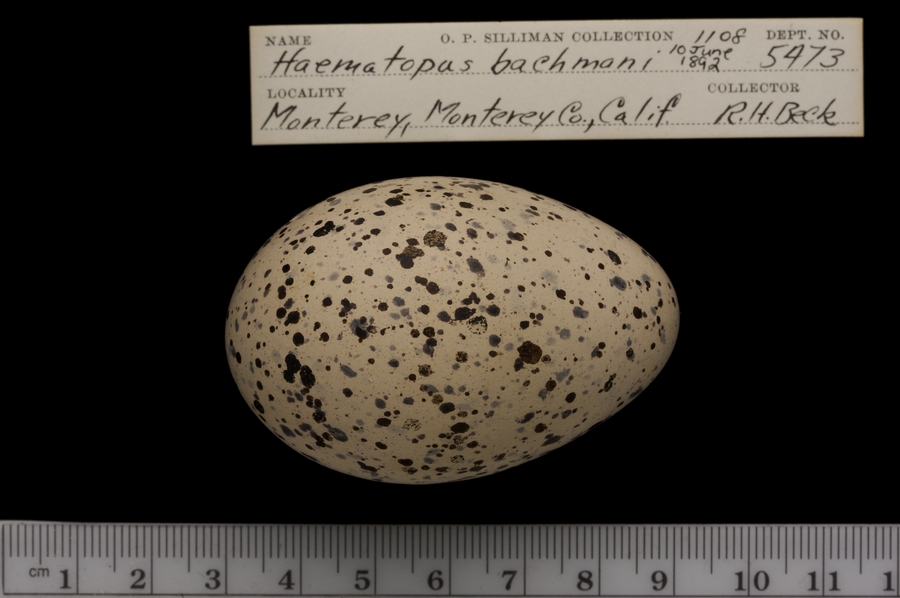 NAME O. P. SILLIMAN COLLECTION 1108 DEPT. NO.
Haematopus bachmani 10 June 1892 5473
LOCALITY COLLECTOR
Monterey, Monterey Co., Calif. R.H. Beck
cm 1 2 3 4 5 6 7 8 9 10 11 1